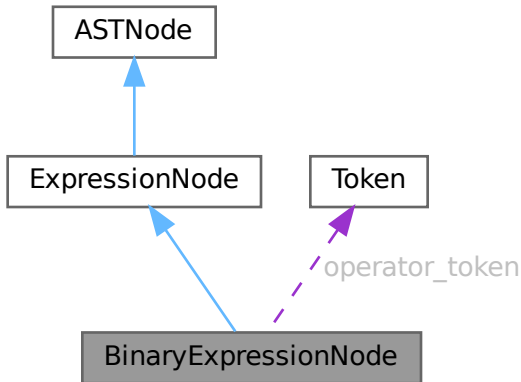 ASTNode
ExpressionNode
Token
operator_token
BinaryExpressionNode